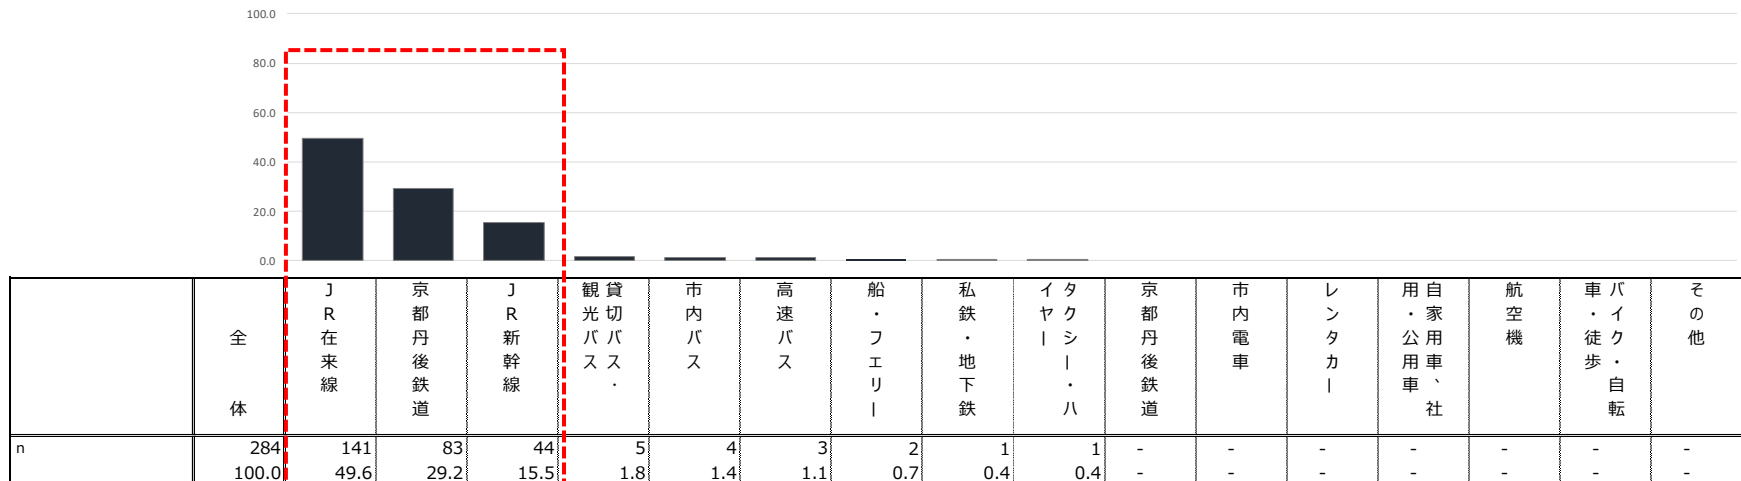 100.0
80.0
60.0
40.0
20.0
0.0
全体
JR在来線
京都丹後鉄道
JR新幹線
貸切バス・
観光バス
市内バス
高速バス
船・フェリー
私鉄・地下鉄
タクシー・ハ
イヤー
京都丹後鉄道
市内電車
レンタカー
自家用車、社
用・公用車
航空機
バイク・自転
車・徒歩
その他
n 284 141 83 44 5 4 3 2 1 1 - - - - - - -
100.0 49.6 29.2 15.5 1.8 1.4 1.1 0.7 0.4 0.4 - - - - - - -